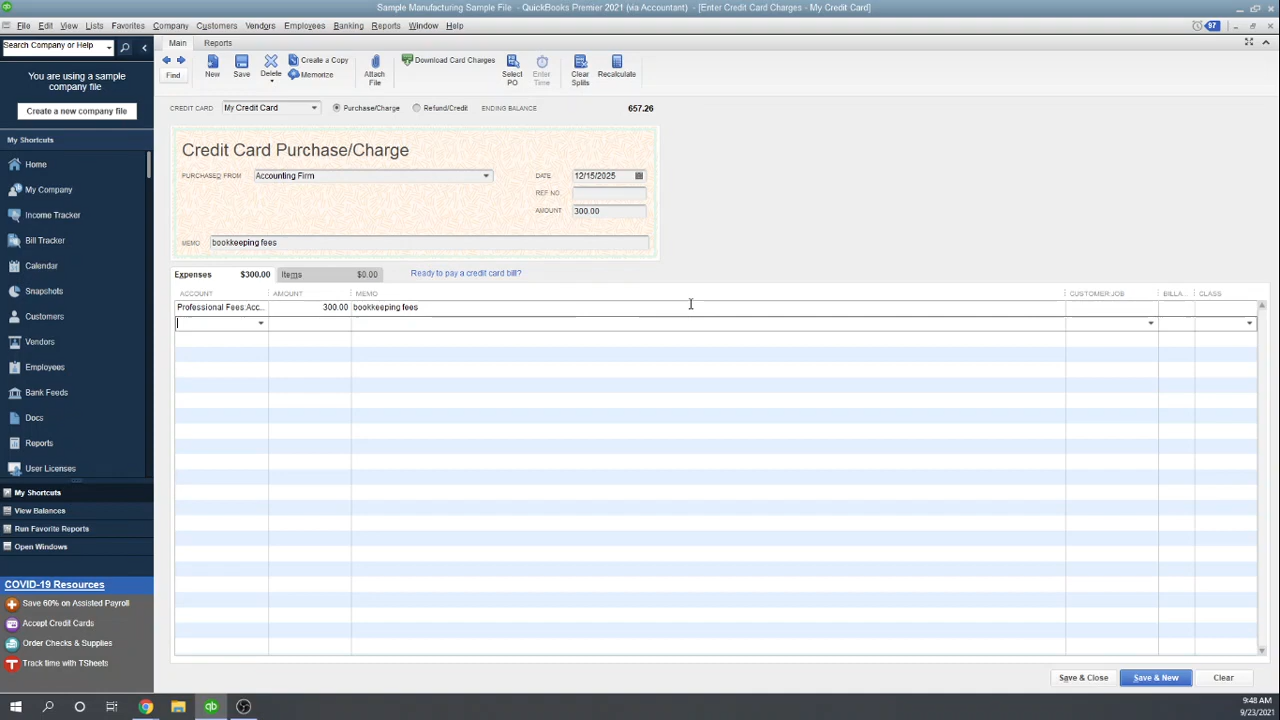 Sample Manufacturing Sample File - QuickBooks Premier 2021 (via Accountant) - [Enter Credit Card Charges - My Credit Card]
File Edit View Lists Favorites Company Customers Vendors Employees Banking Reports Window Help 97
Search Company or Help
You are using a sample
company file
Create a new company file
My Shortcuts
Home
My Company
Income Tracker
Bill Tracker
Calendar
Snapshots
Customers
Vendors
Employees
Bank Feeds
Docs
Reports
User Licenses
My Shortcuts
View Balances
Run Favorite Reports
Open Windows
COVID-19 Resources
Save 60% on Assisted Payroll
Accept Credit Cards
Order Checks & Supplies
Track time with TSheets
Main Reports
Find
New
Save
Delete
Create a Copy
Memorize
Attach
File
Download Card Charges
Select
PO
Enter
Time
Clear
Splits
Recalculate
CREDIT CARD My Credit Card Purchase/Charge Refund/Credit ENDING BALANCE 657.26
Credit Card Purchase/Charge
PURCHASED FROM Accounting Firm DATE 12/15/2025
REF NO.
AMOUNT 300.00
MEMO bookkeeping fees
Expenses $300.00 Items $0.00 Ready to pay a credit card bill?
ACCOUNT AMOUNT MEMO CUSTOMER:JOB BILLA... CLASS
Professional Fees:Acc... 300.00 bookkeeping fees
Save & Close Save & New Clear
9:48 AM
9/23/2021